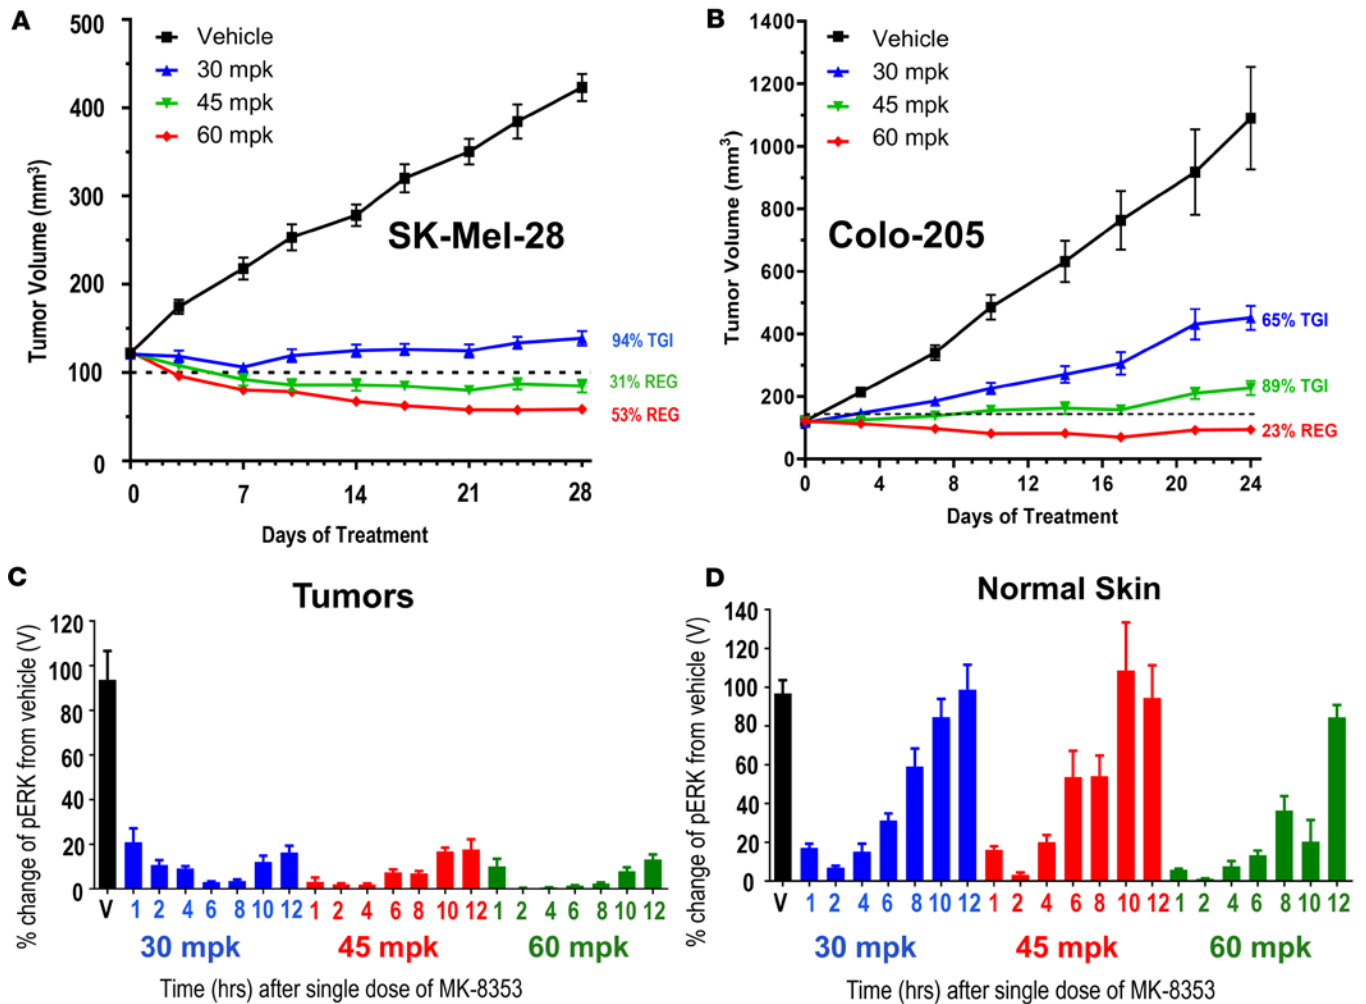 A
Vehicle
30 mpk
45 mpk
60 mpk
SK-Mel-28
Tumor Volume (mm³)
500
400
300
200
100
0
94% TGI
31% REG
53% REG
0 7 14 21 28
Days of Treatment
B
Vehicle
30 mpk
45 mpk
60 mpk
Colo-205
Tumor Volume (mm³)
1400
1200
1000
800
600
400
200
0
65% TGI
89% TGI
23% REG
0 4 8 12 16 20 24
Days of Treatment
C
Tumors
% change of pERK from vehicle (V)
120
100
80
60
40
20
0
V 1 2 4 6 8 10 12 1 2 4 6 8 10 12 1 2 4 6 8 10 12
30 mpk 45 mpk 60 mpk
Time (hrs) after single dose of MK-8353
D
Normal Skin
% change of pERK from vehicle (V)
140
120
100
80
60
40
20
0
V 1 2 4 6 8 10 12 1 2 4 6 8 10 12 1 2 4 6 8 10 12
30 mpk 45 mpk 60 mpk
Time (hrs) after single dose of MK-8353